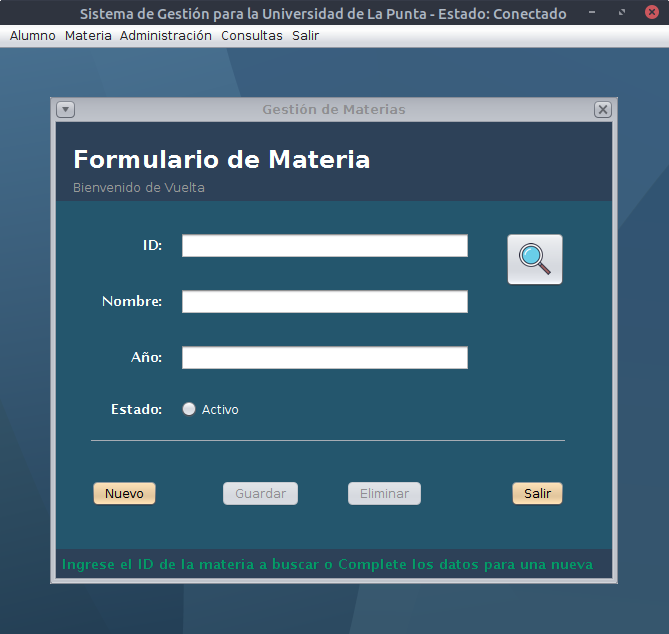 Sistema de Gestión para la Universidad de La Punta - Estado: Conectado
Alumno Materia Administración Consultas Salir
Gestión de Materias
Formulario de Materia
Bienvenido de Vuelta
ID:
Nombre:
Año:
Estado: Activo
Nuevo Guardar Eliminar Salir
Ingrese el ID de la materia a buscar o Complete los datos para una nueva